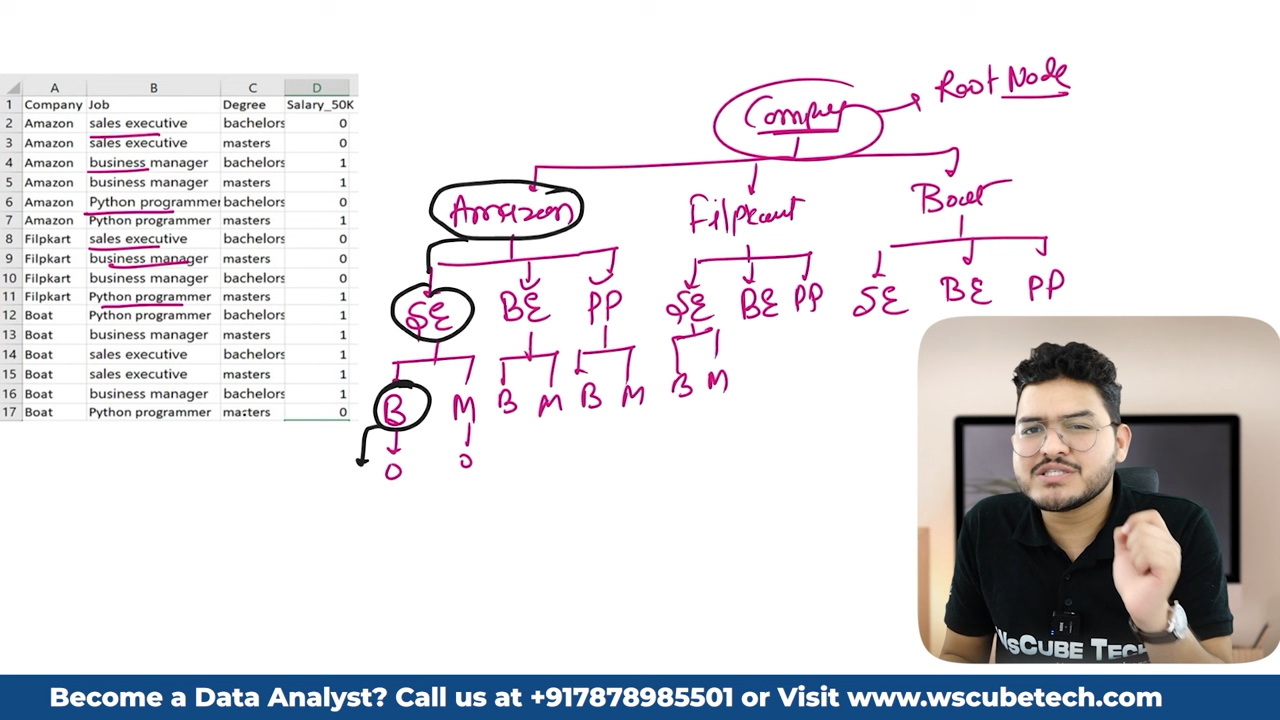 A B C D
1 Company Job Degree Salary_50K
2 Amazon sales executive bachelors 0
3 Amazon sales executive masters 0
4 Amazon business manager bachelors 1
5 Amazon business manager masters 1
6 Amazon Python programmer bachelors 0
7 Amazon Python programmer masters 1
8 Filpkart sales executive bachelors 0
9 Filpkart business manager masters 0
10 Filpkart business manager bachelors 0
11 Filpkart Python programmer masters 1
12 Boat Python programmer bachelors 1
13 Boat business manager masters 1
14 Boat sales executive bachelors 1
15 Boat sales executive masters 1
16 Boat business manager bachelors 1
17 Boat Python programmer masters 0
Root Node
Company
Amazon Filpkart Boat
SE BE PP SE BE PP SE BE PP
B M B M B M B M
0 0
WSCUBE TECH
Become a Data Analyst? Call us at +917878985501 or Visit www.wscubetech.com